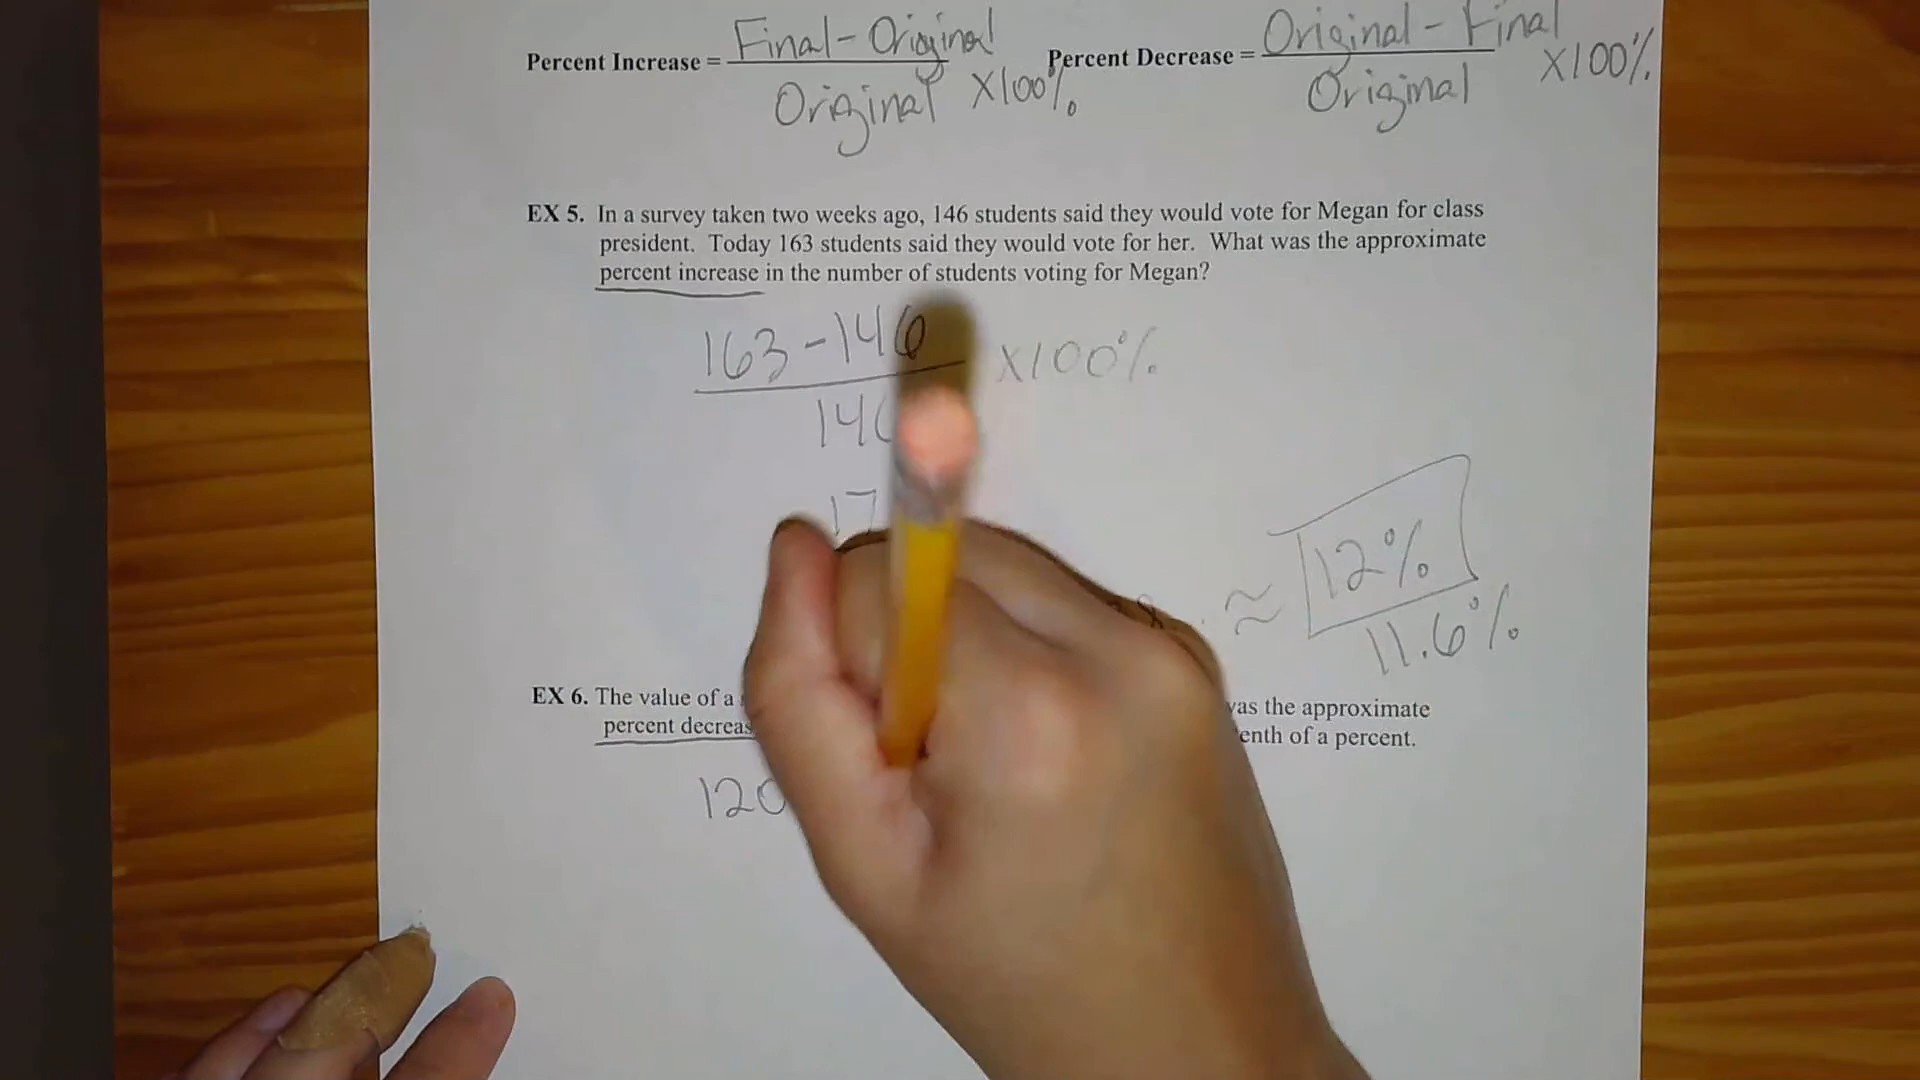 Final - Original
Percent Increase =
Original X100%
Original - Final
Percent Decrease =
Original X100%
EX 5. In a survey taken two weeks ago, 146 students said they would vote for Megan for class
president. Today 163 students said they would vote for her. What was the approximate
percent increase in the number of students voting for Megan?
163 - 146
X100%
17
≈ 12%
11.6%
EX 6. The value of a
was the approximate
percent
of a percent.
120